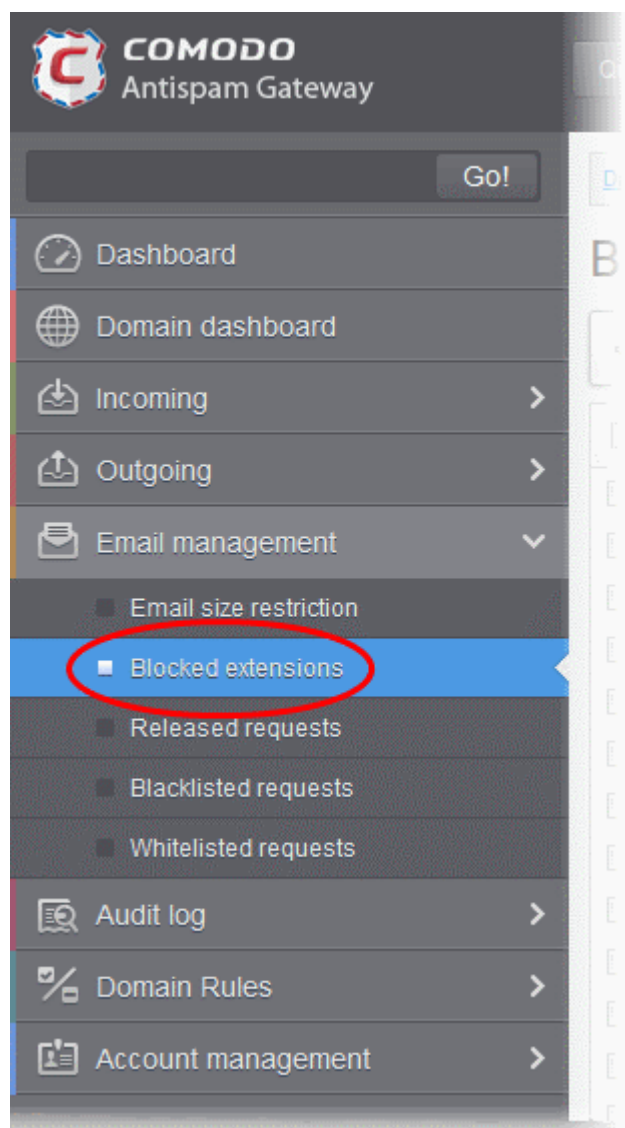 COMODO
Antispam Gateway
Go!
Dashboard
Domain dashboard
Incoming
Outgoing
Email management
Email size restriction
Blocked extensions
Released requests
Blacklisted requests
Whitelisted requests
Audit log
Domain Rules
Account management